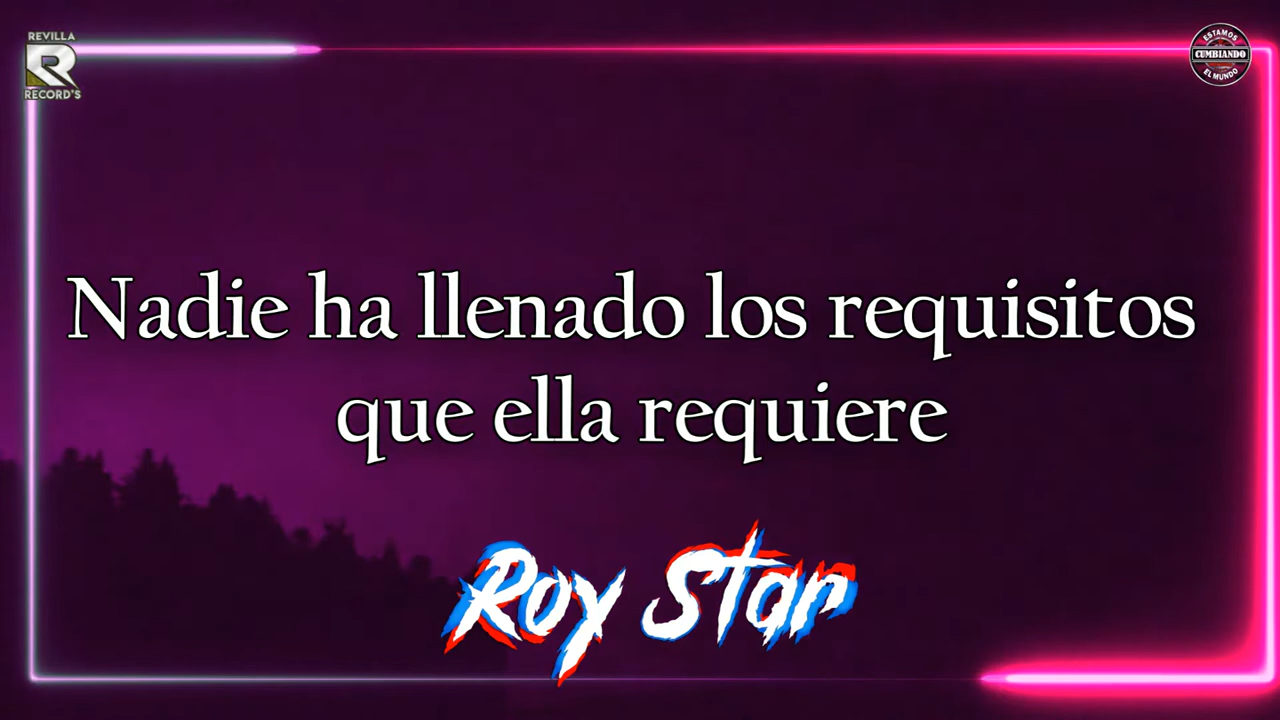 REVILLA
R
RECORD'S
ESTAMOS
CUMBIANDO
EL MUNDO
Nadie ha llenado los requisitos
que ella requiere
Roy Star